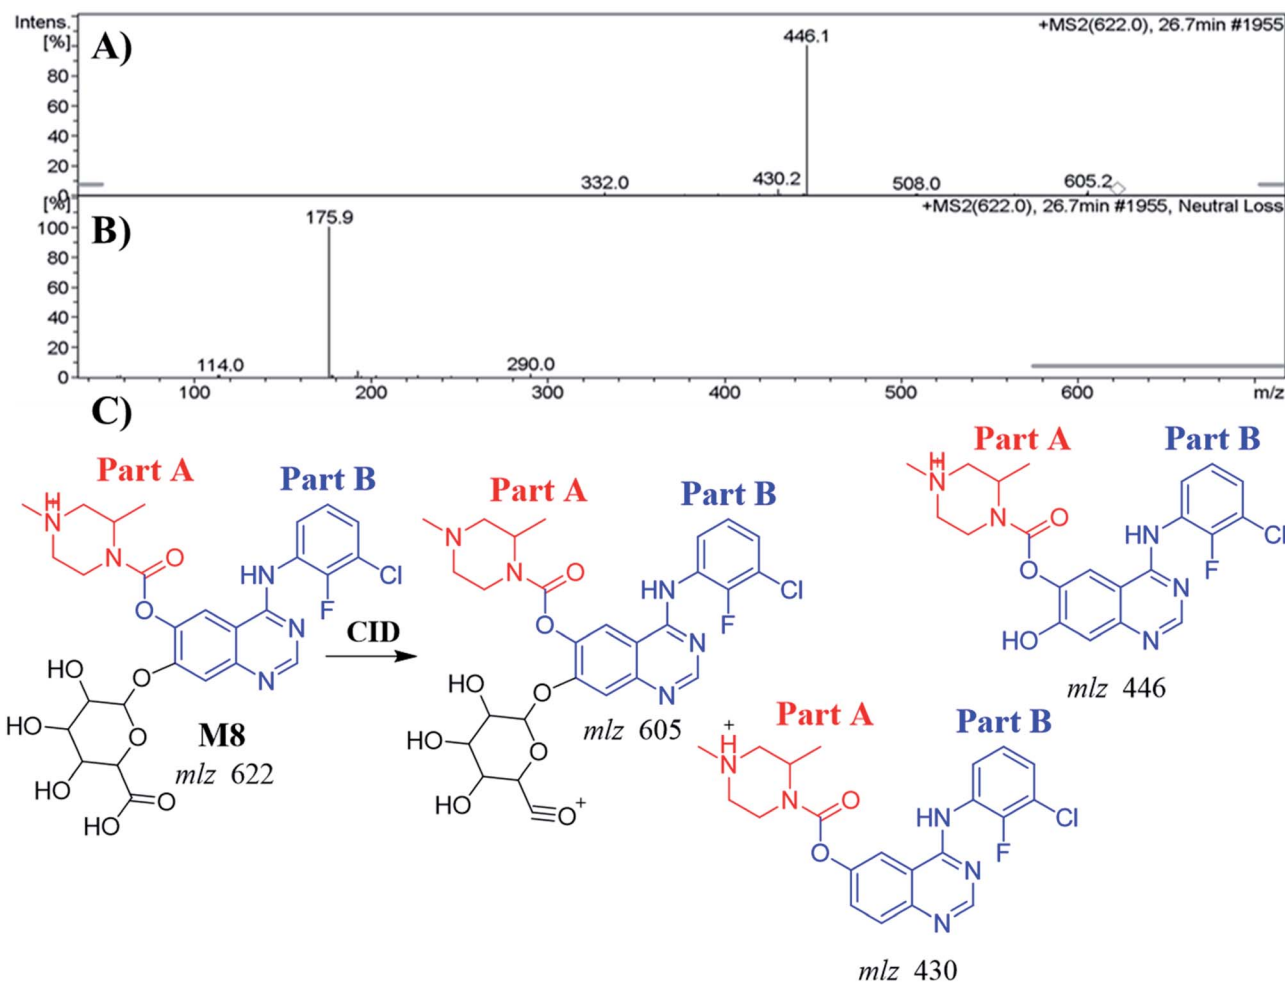 Intens.
[%]
A)
+MS2(622.0), 26.7min #1955
446.1
80
60
40
20
0
332.0
430.2
508.0
605.2
[%]
B)
+MS2(622.0), 26.7min #1955, Neutral Loss
175.9
100
80
60
40
20
0
114.0
290.0
100
200
300
400
500
600
m/z
C)
Part A
Part B
H
+
N
N
O
O
HN
Cl
F
N
N
HO
O
HO
O
HO
O
HO
M8
m/z 622
CID
Part A
Part B
N
N
O
O
HN
Cl
F
N
N
HO
O
HO
O
HO
O
+
m/z 605
Part A
Part B
H
+
N
N
O
O
HN
Cl
F
N
N
HO
m/z 446
Part A
Part B
+
H
N
N
O
O
HN
Cl
F
N
N
m/z 430